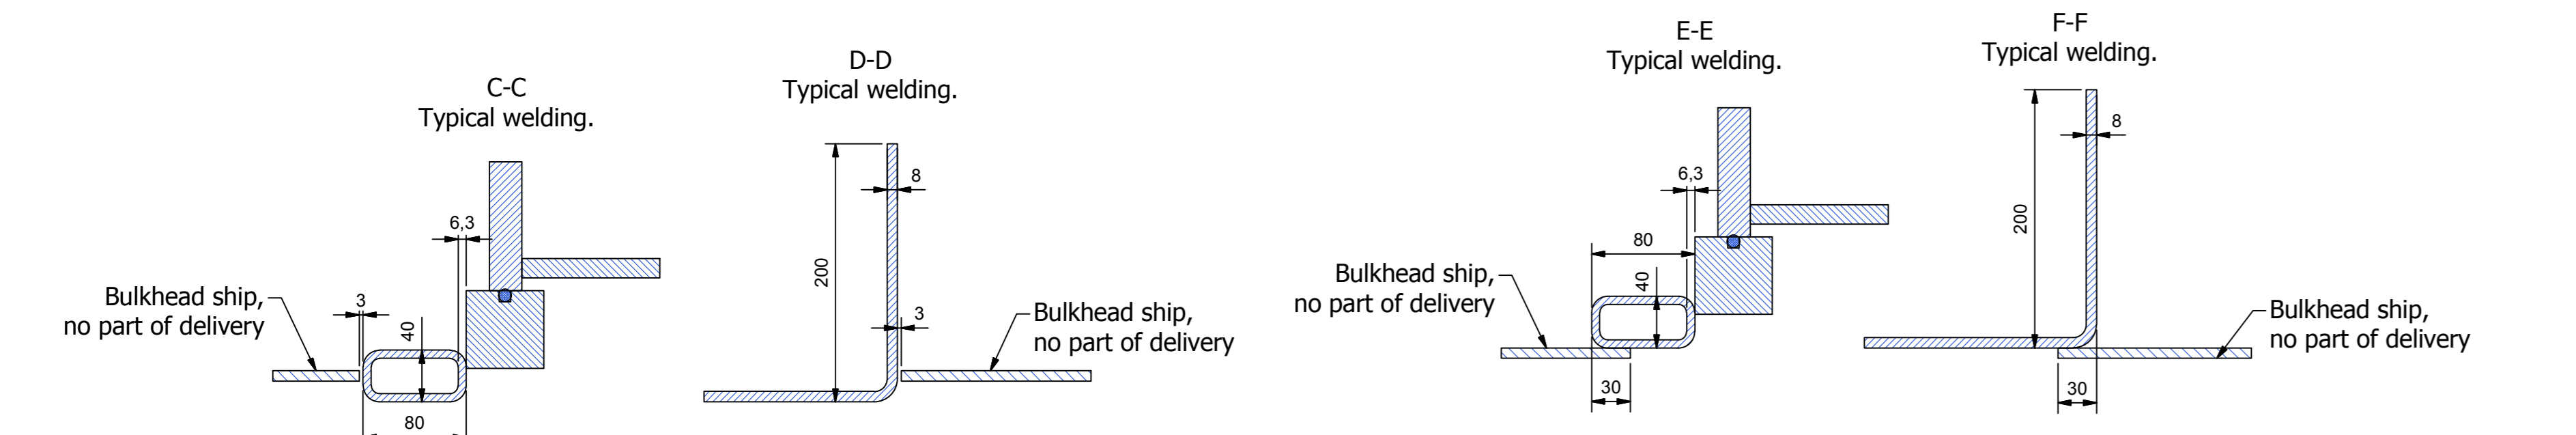 C-C
Typical welding.
6,3
Bulkhead ship,
no part of delivery
3
40
80
D-D
Typical welding.
8
200
3
Bulkhead ship,
no part of delivery
E-E
Typical welding.
6,3
80
40
Bulkhead ship,
no part of delivery
30
F-F
Typical welding.
8
200
Bulkhead ship,
no part of delivery
30